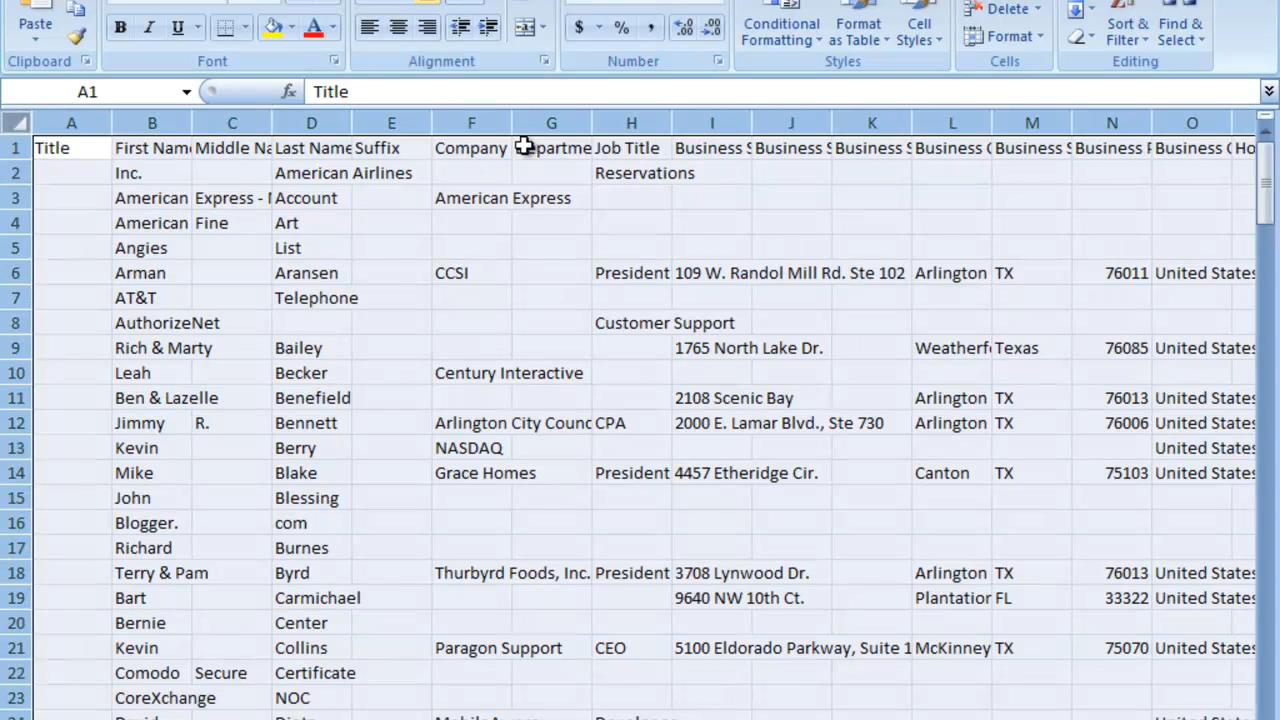 Paste B I U A $ % , .00 .0 Conditional Formatting Format as Table Cell Styles Delete Format Sort & Filter Find & Select
Clipboard Font Alignment Number Styles Cells Editing
A1 fx Title
A B C D E F G H I J K L M N O
1 Title First Name Middle Na Last Name Suffix Company Job Title Business S Business S Business S Business C Business S Business P Business C Ho
2 Inc. American Airlines Reservations
3 American Express - Account American Express
4 American Fine Art
5 Angies List
6 Arman Aransen CCSI President 109 W. Randol Mill Rd. Ste 102 Arlington TX 76011 United States
7 AT&T Telephone
8 AuthorizeNet Customer Support
9 Rich & Marty Bailey 1765 North Lake Dr. Weatherf Texas 76085 United States
10 Leah Becker Century Interactive
11 Ben & Lazelle Benefield 2108 Scenic Bay Arlington TX 76013 United States
12 Jimmy R. Bennett Arlington City Counc CPA 2000 E. Lamar Blvd., Ste 730 Arlington TX 76006 United States
13 Kevin Berry NASDAQ United States
14 Mike Blake Grace Homes President 4457 Etheridge Cir. Canton TX 75103 United States
15 John Blessing
16 Blogger. com
17 Richard Burnes
18 Terry & Pam Byrd Thurbyrd Foods, Inc. President 3708 Lynwood Dr. Arlington TX 76013 United States
19 Bart Carmichael 9640 NW 10th Ct. Plantation FL 33322 United States
20 Bernie Center
21 Kevin Collins Paragon Support CEO 5100 Eldorado Parkway, Suite 1 McKinney TX 75070 United States
22 Comodo Secure Certificate
23 CoreXchange NOC